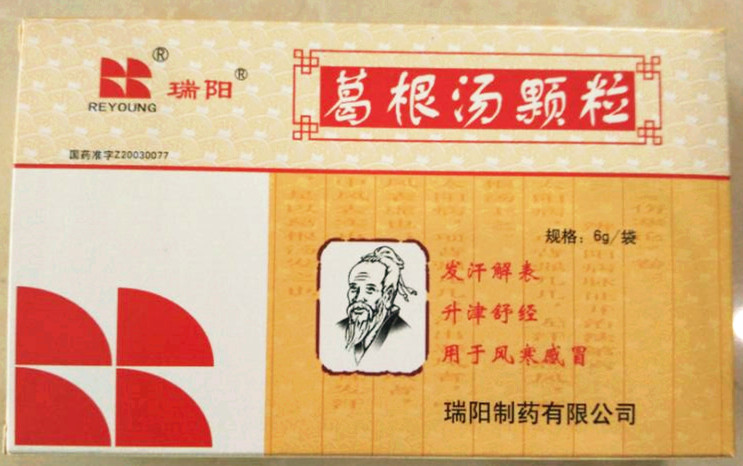 REYOUNG®
瑞阳®
葛根汤颗粒
国药准字Z20030077
规格：6g/袋
发汗解表
升津舒经
用于风寒感冒
瑞阳制药有限公司